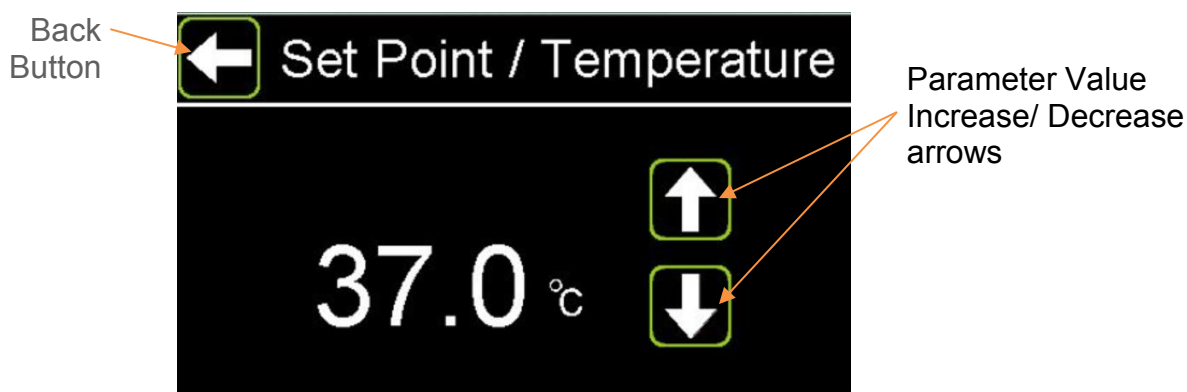 Back
Button
Set Point / Temperature
Parameter Value
Increase/ Decrease
arrows
37.0 °C